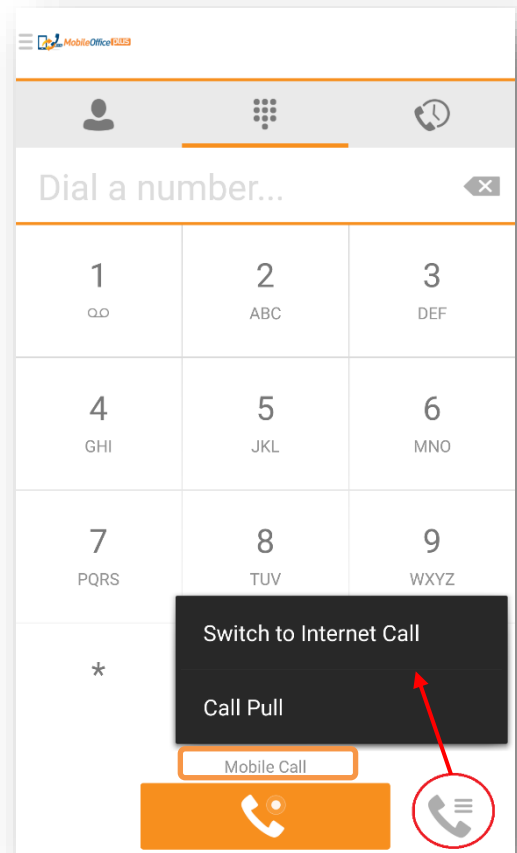 MobileOffice PLUS
Dial a number...
1 2 3
ABC DEF
4 5 6
GHI JKL MNO
7 8 9
PQRS TUV WXYZ
Switch to Internet Call
*
Call Pull
Mobile Call